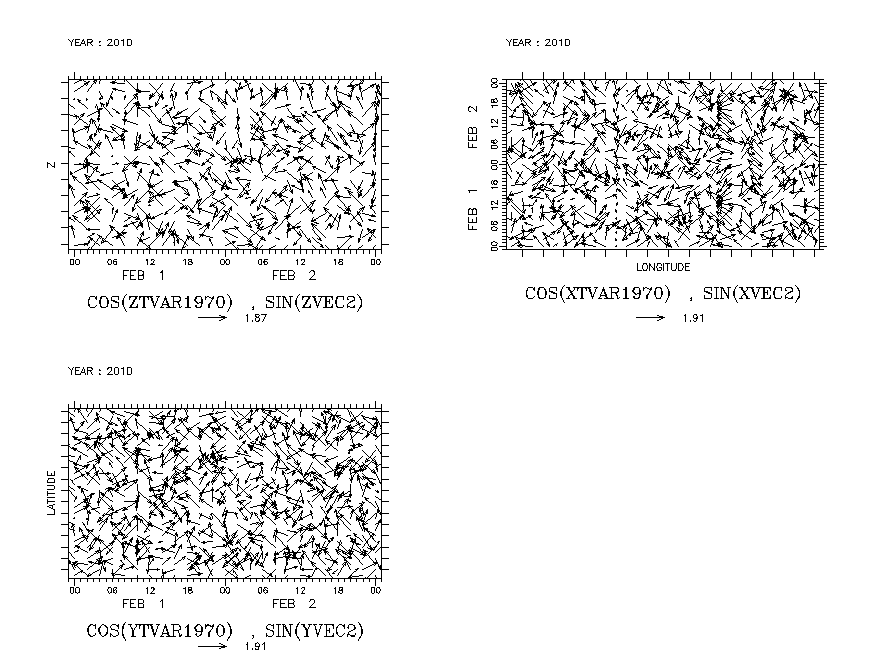 YEAR : 2010
Z
00 06 12 18 00 06 12 18 00
FEB 1 FEB 2
COS(ZTVAR1970) , SIN(ZVEC2)
1.87
YEAR : 2010
FEB 1 FEB 2
00 06 12 18 00 06 12 18 00
LONGITUDE
COS(XTVAR1970) , SIN(XVEC2)
1.91
YEAR : 2010
LATITUDE
00 06 12 18 00 06 12 18 00
FEB 1 FEB 2
COS(YTVAR1970) , SIN(YVEC2)
1.91